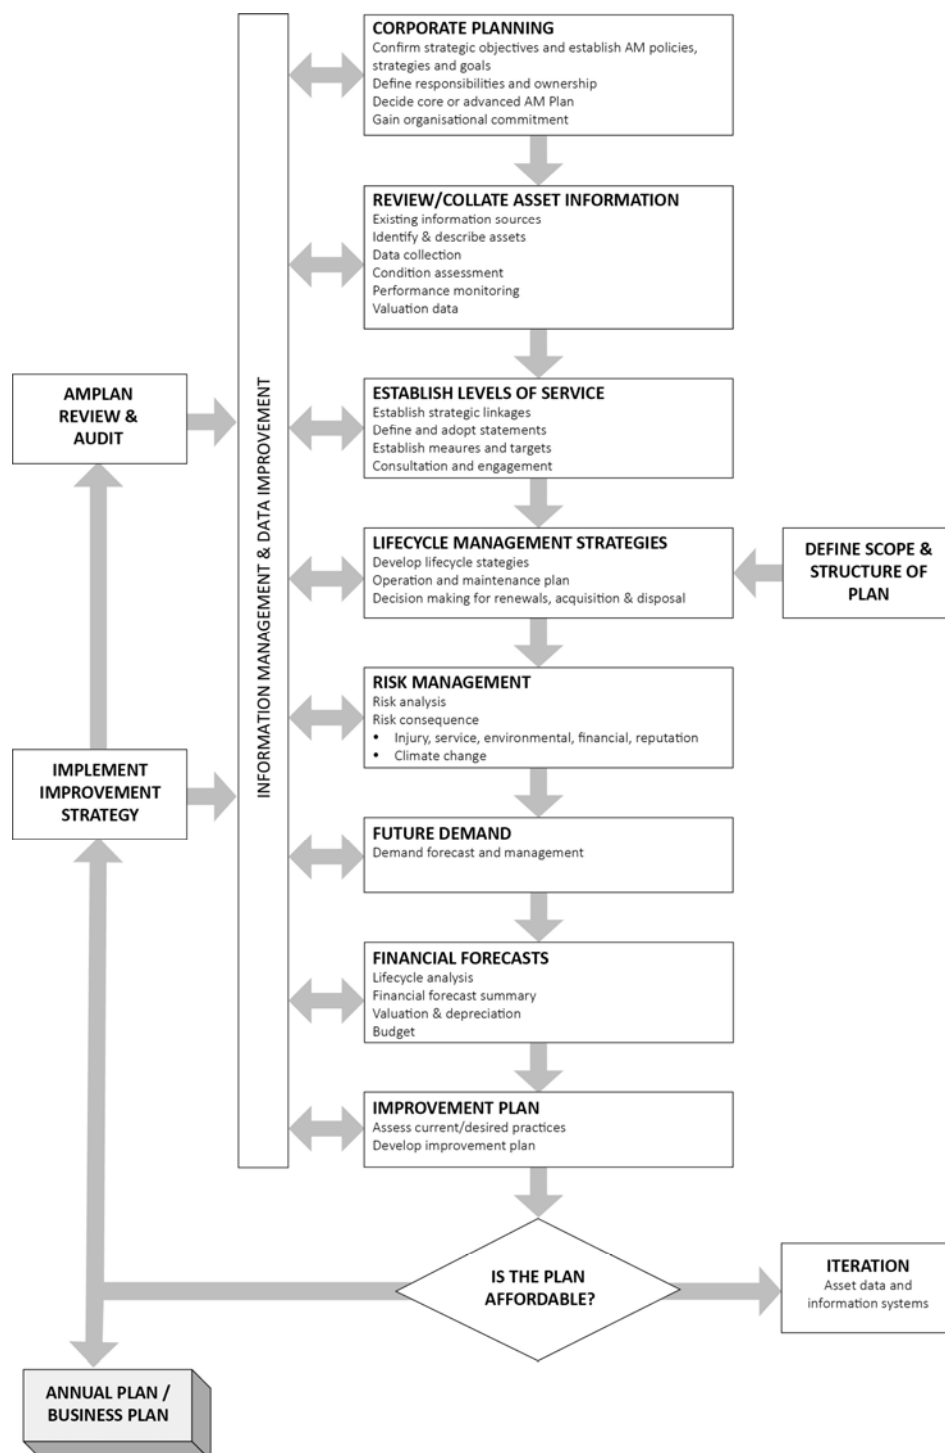 CORPORATE PLANNING
Confirm strategic objectives and establish AM policies,
strategies and goals
Define responsibilities and ownership
Decide core or advanced AM Plan
Gain organisational commitment
REVIEW/COLLATE ASSET INFORMATION
Existing information sources
Identify & describe assets
Data collection
Condition assessment
Performance monitoring
Valuation data
INFORMATION MANAGEMENT & DATA IMPROVEMENT
AMPLAN
REVIEW &
AUDIT
ESTABLISH LEVELS OF SERVICE
Establish strategic linkages
Define and adopt statements
Establish meaures and targets
Consultation and engagement
LIFECYCLE MANAGEMENT STRATEGIES
Develop lifecycle stategies
Operation and maintenance plan
Decision making for renewals, acquisition & disposal
DEFINE SCOPE &
STRUCTURE OF
PLAN
RISK MANAGEMENT
Risk analysis
Risk consequence
• Injury, service, environmental, financial, reputation
• Climate change
IMPLEMENT
IMPROVEMENT
STRATEGY
FUTURE DEMAND
Demand forecast and management
FINANCIAL FORECASTS
Lifecycle analysis
Financial forecast summary
Valuation & depreciation
Budget
IMPROVEMENT PLAN
Assess current/desired practices
Develop improvement plan
IS THE PLAN
AFFORDABLE?
ITERATION
Asset data and
information systems
ANNUAL PLAN /
BUSINESS PLAN